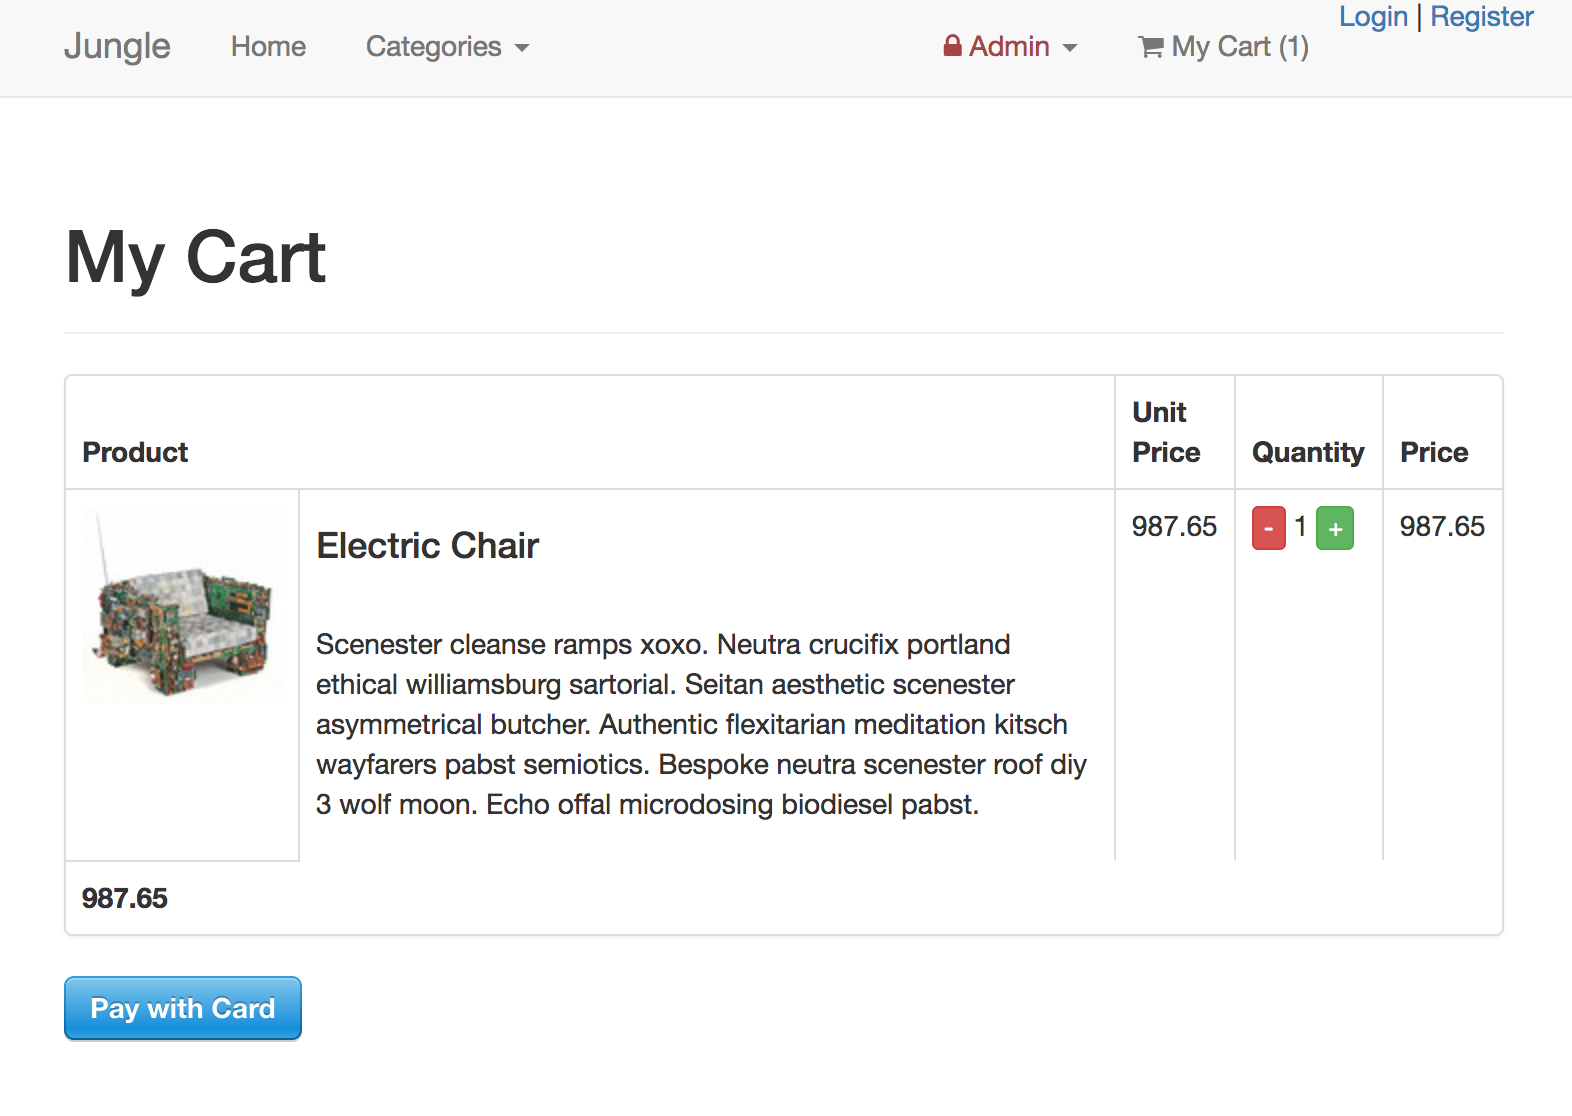 Login | Register
Jungle Home Categories Admin My Cart (1)
My Cart
Product Unit Price Quantity Price
Electric Chair 987.65 - 1 + 987.65
Scenester cleanse ramps xoxo. Neutra crucifix portland
ethical williamsburg sartorial. Seitan aesthetic scenester
asymmetrical butcher. Authentic flexitarian meditation kitsch
wayfarers pabst semiotics. Bespoke neutra scenester roof diy
3 wolf moon. Echo offal microdosing biodiesel pabst.
987.65
Pay with Card